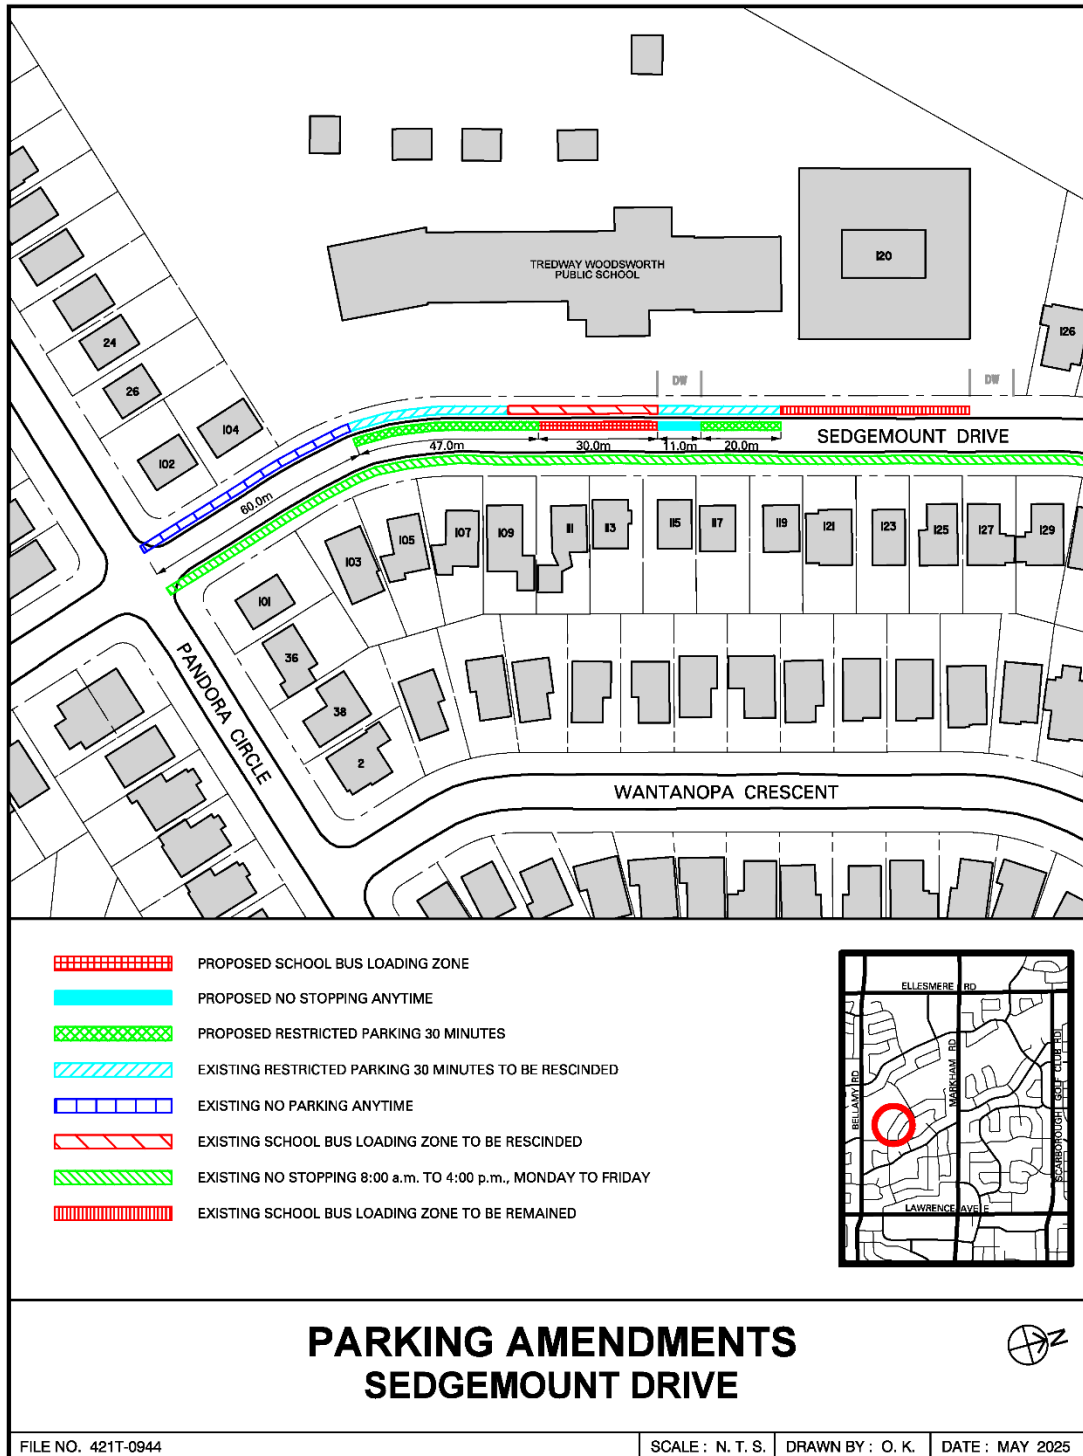 TREDWAY WOODSWORTH
PUBLIC SCHOOL
120
126
24
26
104
102
DW
DW
47.0m
30.0m
11.0m
20.0m
60.0m
SEDGEMOUNT DRIVE
101
103
105
107
109
111
113
115
117
119
121
123
125
127
129
36
38
2
PANDORA CIRCLE
WANTANOPA CRESCENT
PROPOSED SCHOOL BUS LOADING ZONE
PROPOSED NO STOPPING ANYTIME
PROPOSED RESTRICTED PARKING 30 MINUTES
EXISTING RESTRICTED PARKING 30 MINUTES TO BE RESCINDED
EXISTING NO PARKING ANYTIME
EXISTING SCHOOL BUS LOADING ZONE TO BE RESCINDED
EXISTING NO STOPPING 8:00 a.m. TO 4:00 p.m., MONDAY TO FRIDAY
EXISTING SCHOOL BUS LOADING ZONE TO BE REMAINED
ELLESMERE RD
BELLAMY RD
MARKHAM RD
SCARBOROUGH GOLF CLUB RD
LAWRENCE AVE E
PARKING AMENDMENTS
SEDGEMOUNT DRIVE
N
FILE NO. 421T-0944
SCALE : N. T. S.
DRAWN BY : O. K.
DATE : MAY 2025